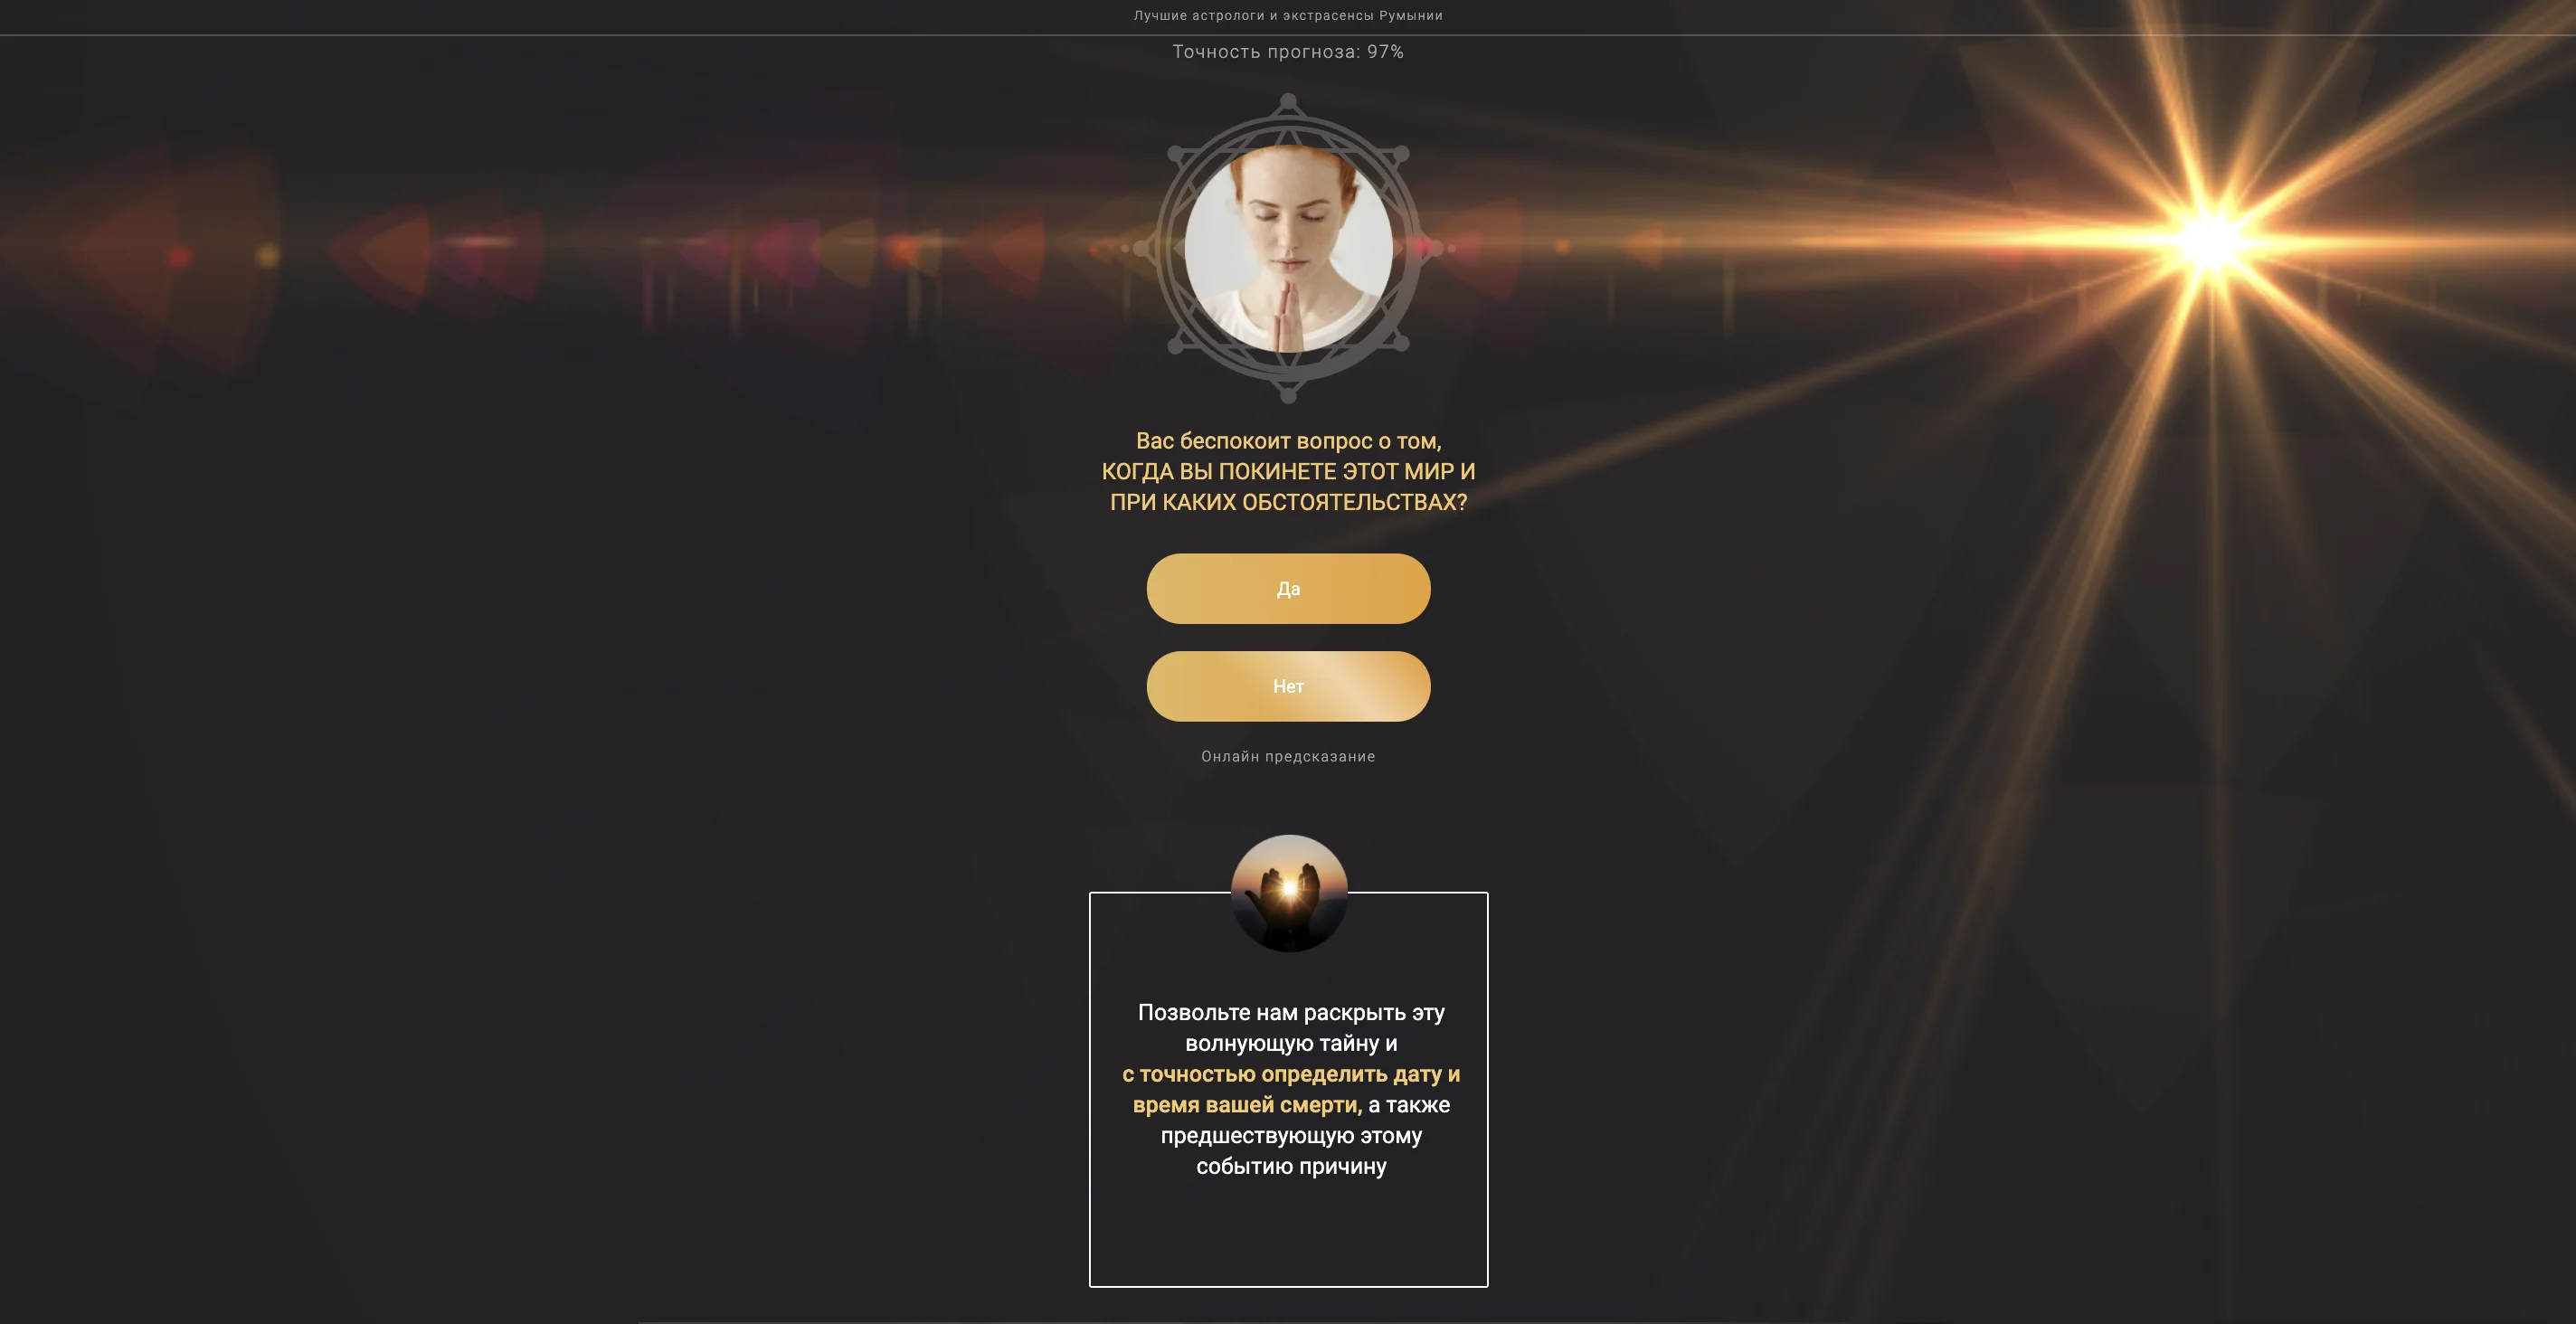 Лучшие астрологи и экстрасенсы Румынии
Точность прогноза: 97%
Вас беспокоит вопрос о том,
КОГДА ВЫ ПОКИНЕТЕ ЭТОТ МИР И
ПРИ КАКИХ ОБСТОЯТЕЛЬСТВАХ?
Да
Нет
Онлайн предсказание
Позвольте нам раскрыть эту
волнующую тайну и
с точностью определить дату и
время вашей смерти, а также
предшествующую этому
событию причину